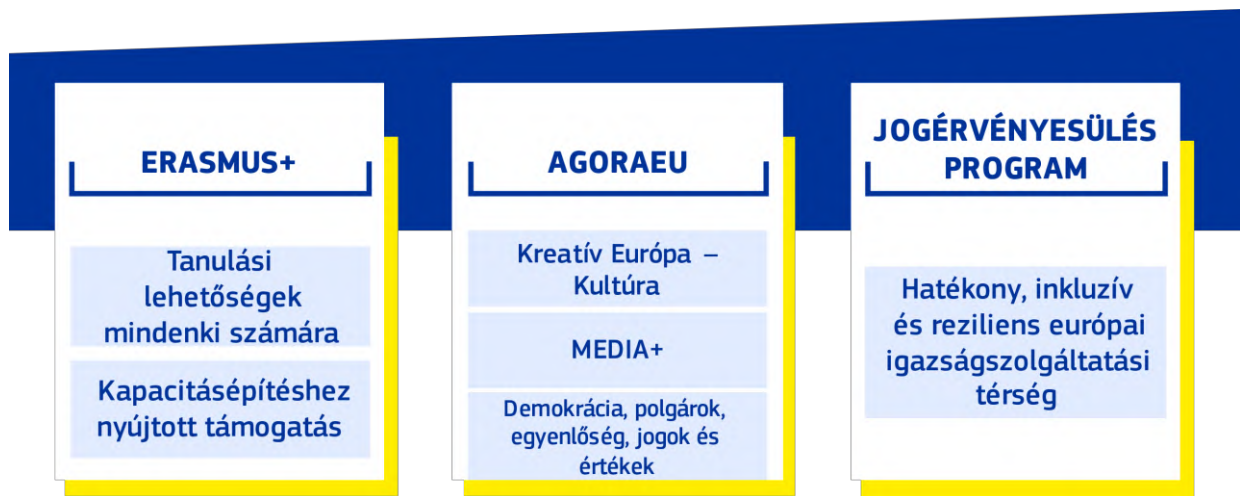 ERASMUS+
Tanulási
lehetőségek
mindenki számára
Kapacitásépítéshez
nyújtott támogatás
AGORAEU
Kreatív Európa –
Kultúra
MEDIA+
Demokrácia, polgárok,
egyenlőség, jogok és
értékek
JOGÉRVÉNYESÜLÉS
PROGRAM
Hatékony, inkluzív
és reziliens európai
igazságszolgáltatási
térség